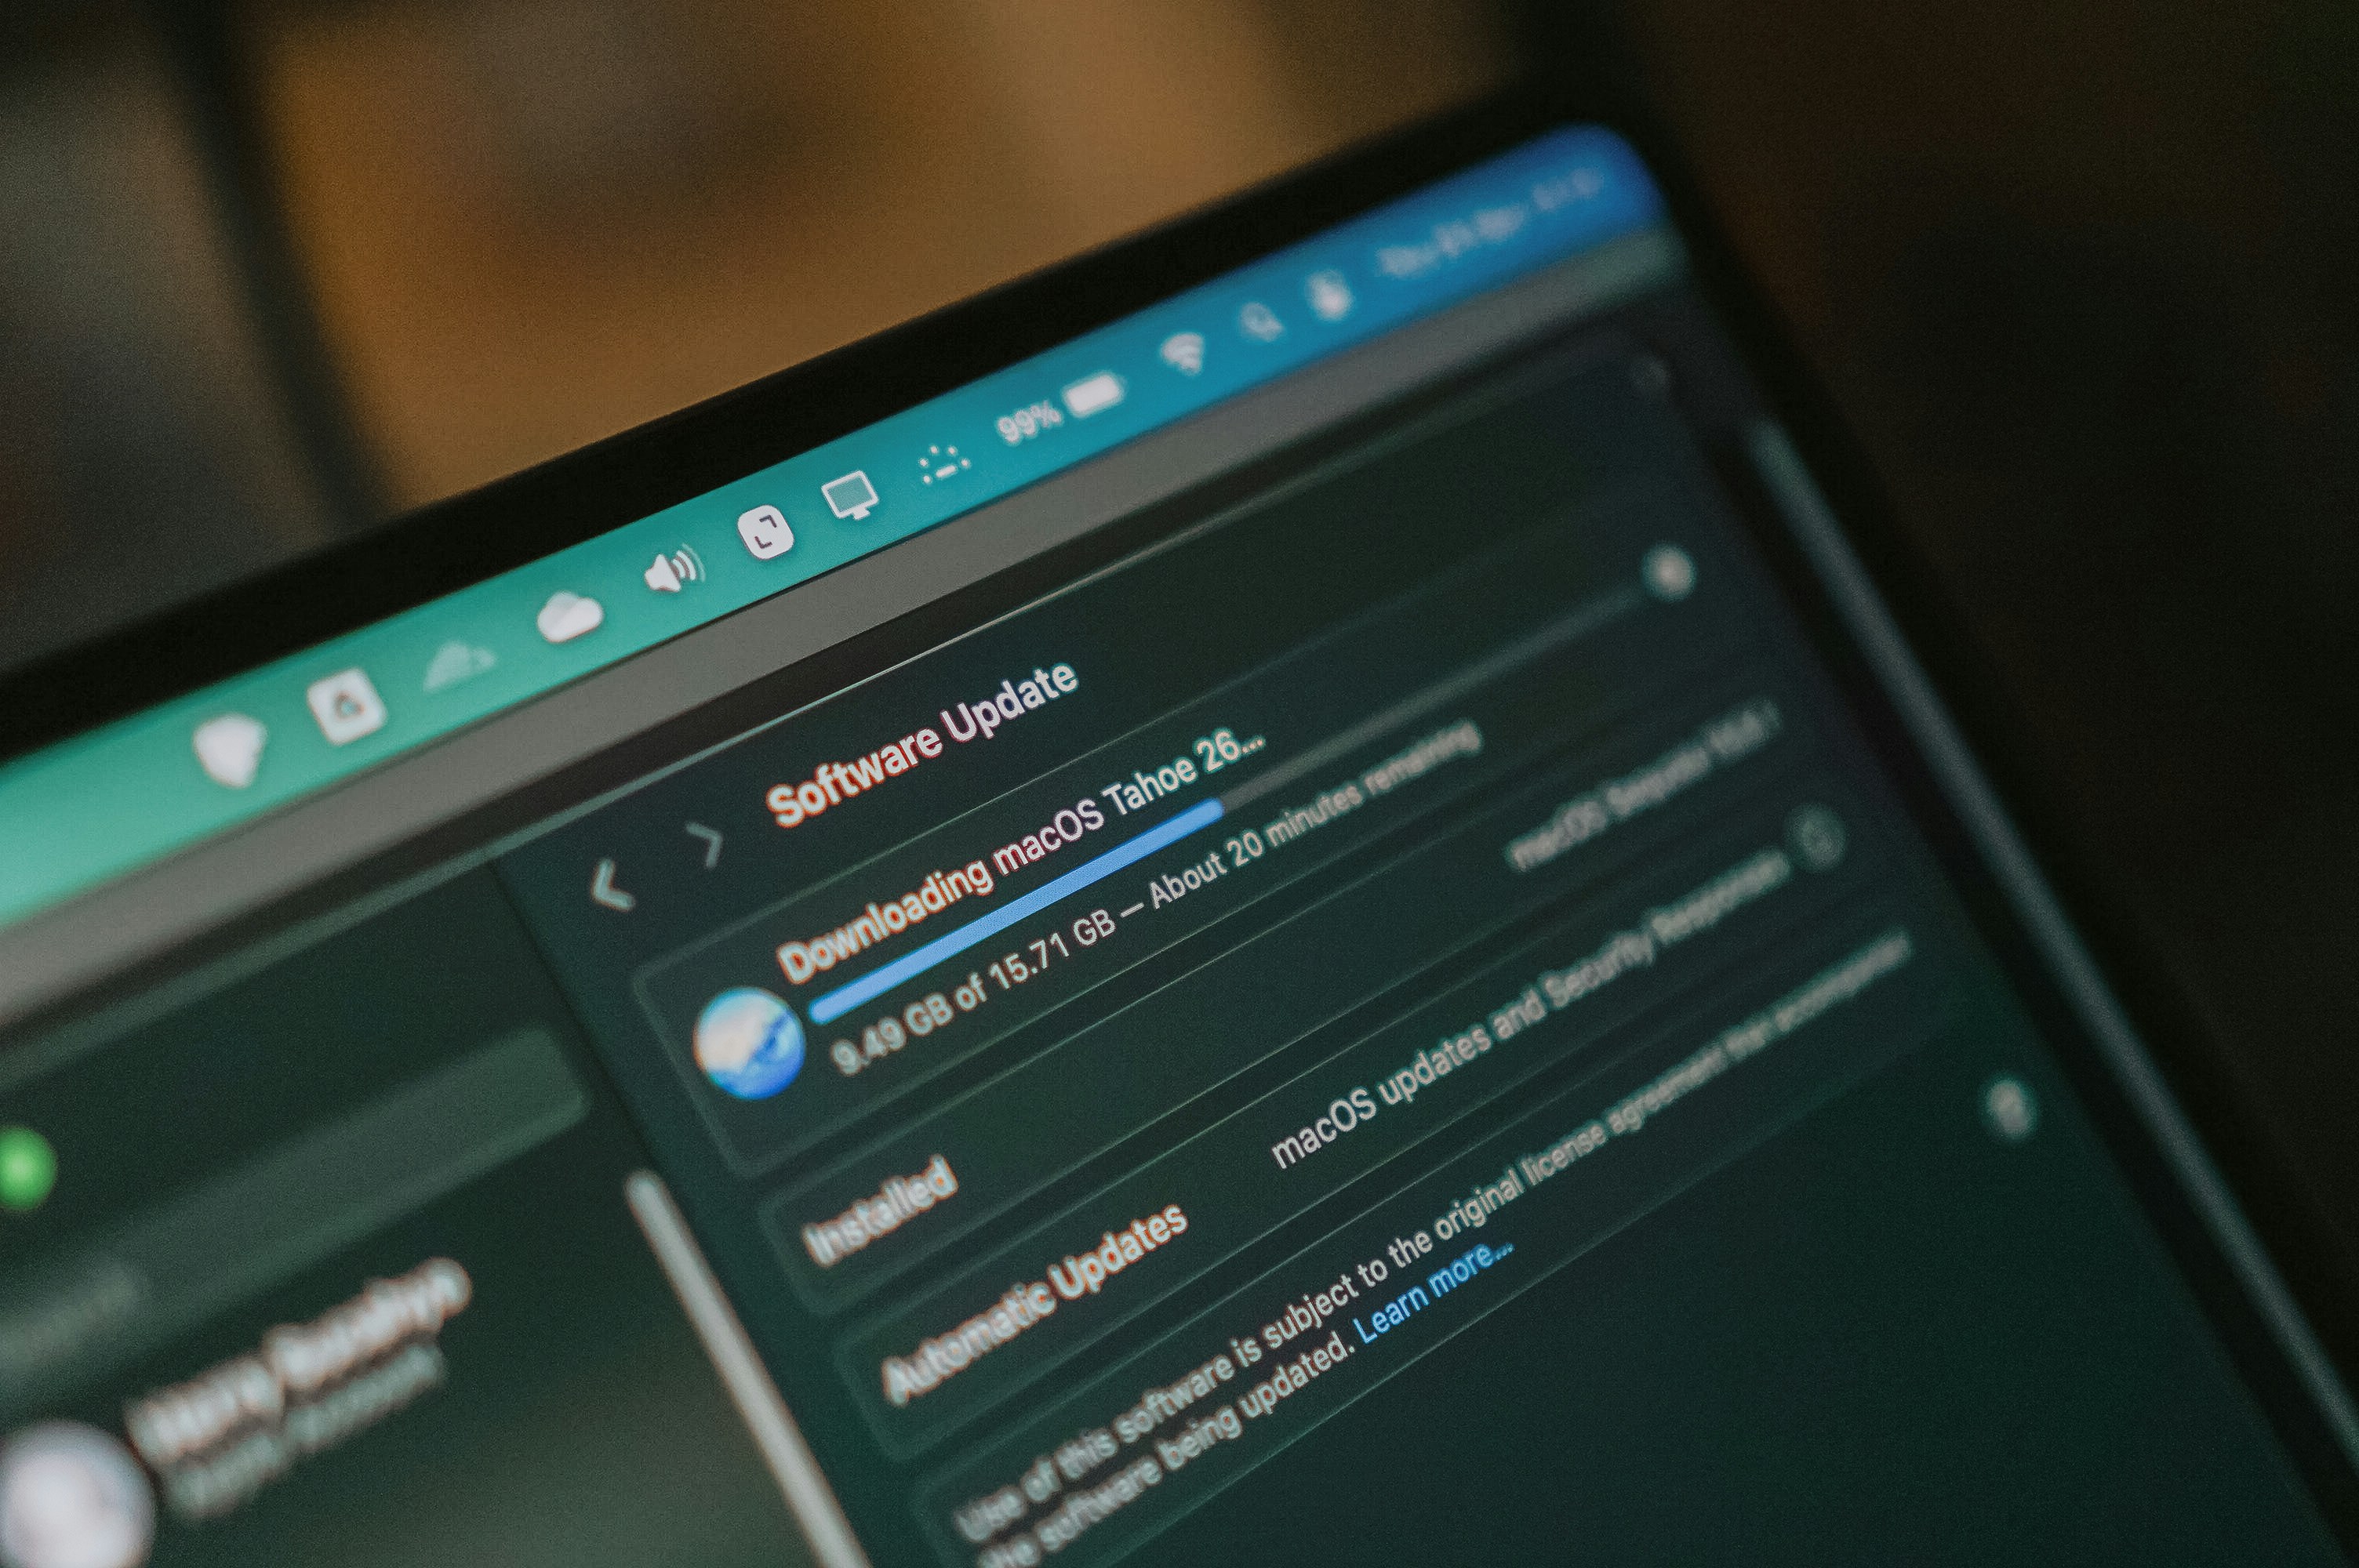 99%
Software Update
Downloading macOS Tahoe 26...
9.49 GB of 15.71 GB — About 20 minutes remaining
Installed
macOS Sequoia
Automatic Updates
macOS updates and Security Responses
Use of this software is subject to the original license agreement that accompanied
the software being updated. Learn more...